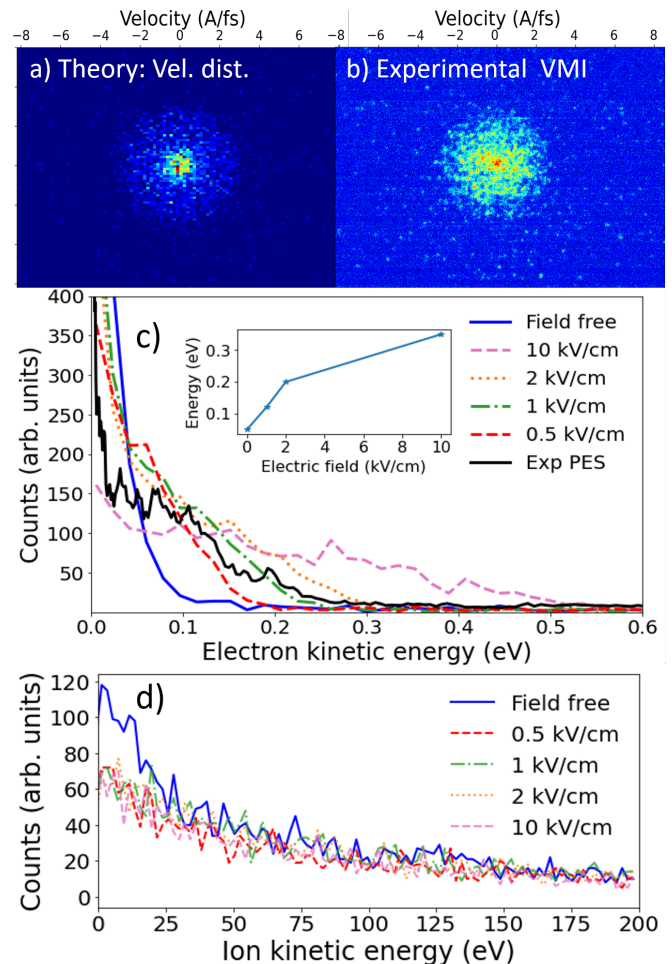 Velocity (A/fs) Velocity (A/fs)
−8 −6 −4 −2 0 2 4 6 −8 −6 −4 −2 0 2 4 6 8
a) Theory: Vel. dist. b) Experimental VMI
400
350
300
250
200
150
100
50
Counts (arb. units)
c)
0.3
0.2
0.1
Energy (eV)
0 2 4 6 8 10
Electric field (kV/cm)
Field free
10 kV/cm
2 kV/cm
1 kV/cm
0.5 kV/cm
Exp PES
0.0 0.1 0.2 0.3 0.4 0.5 0.6
Electron kinetic energy (eV)
120
100
80
60
40
20
0
Counts (arb. units)
d)
Field free
0.5 kV/cm
1 kV/cm
2 kV/cm
10 kV/cm
0 25 50 75 100 125 150 175 200
Ion kinetic energy (eV)